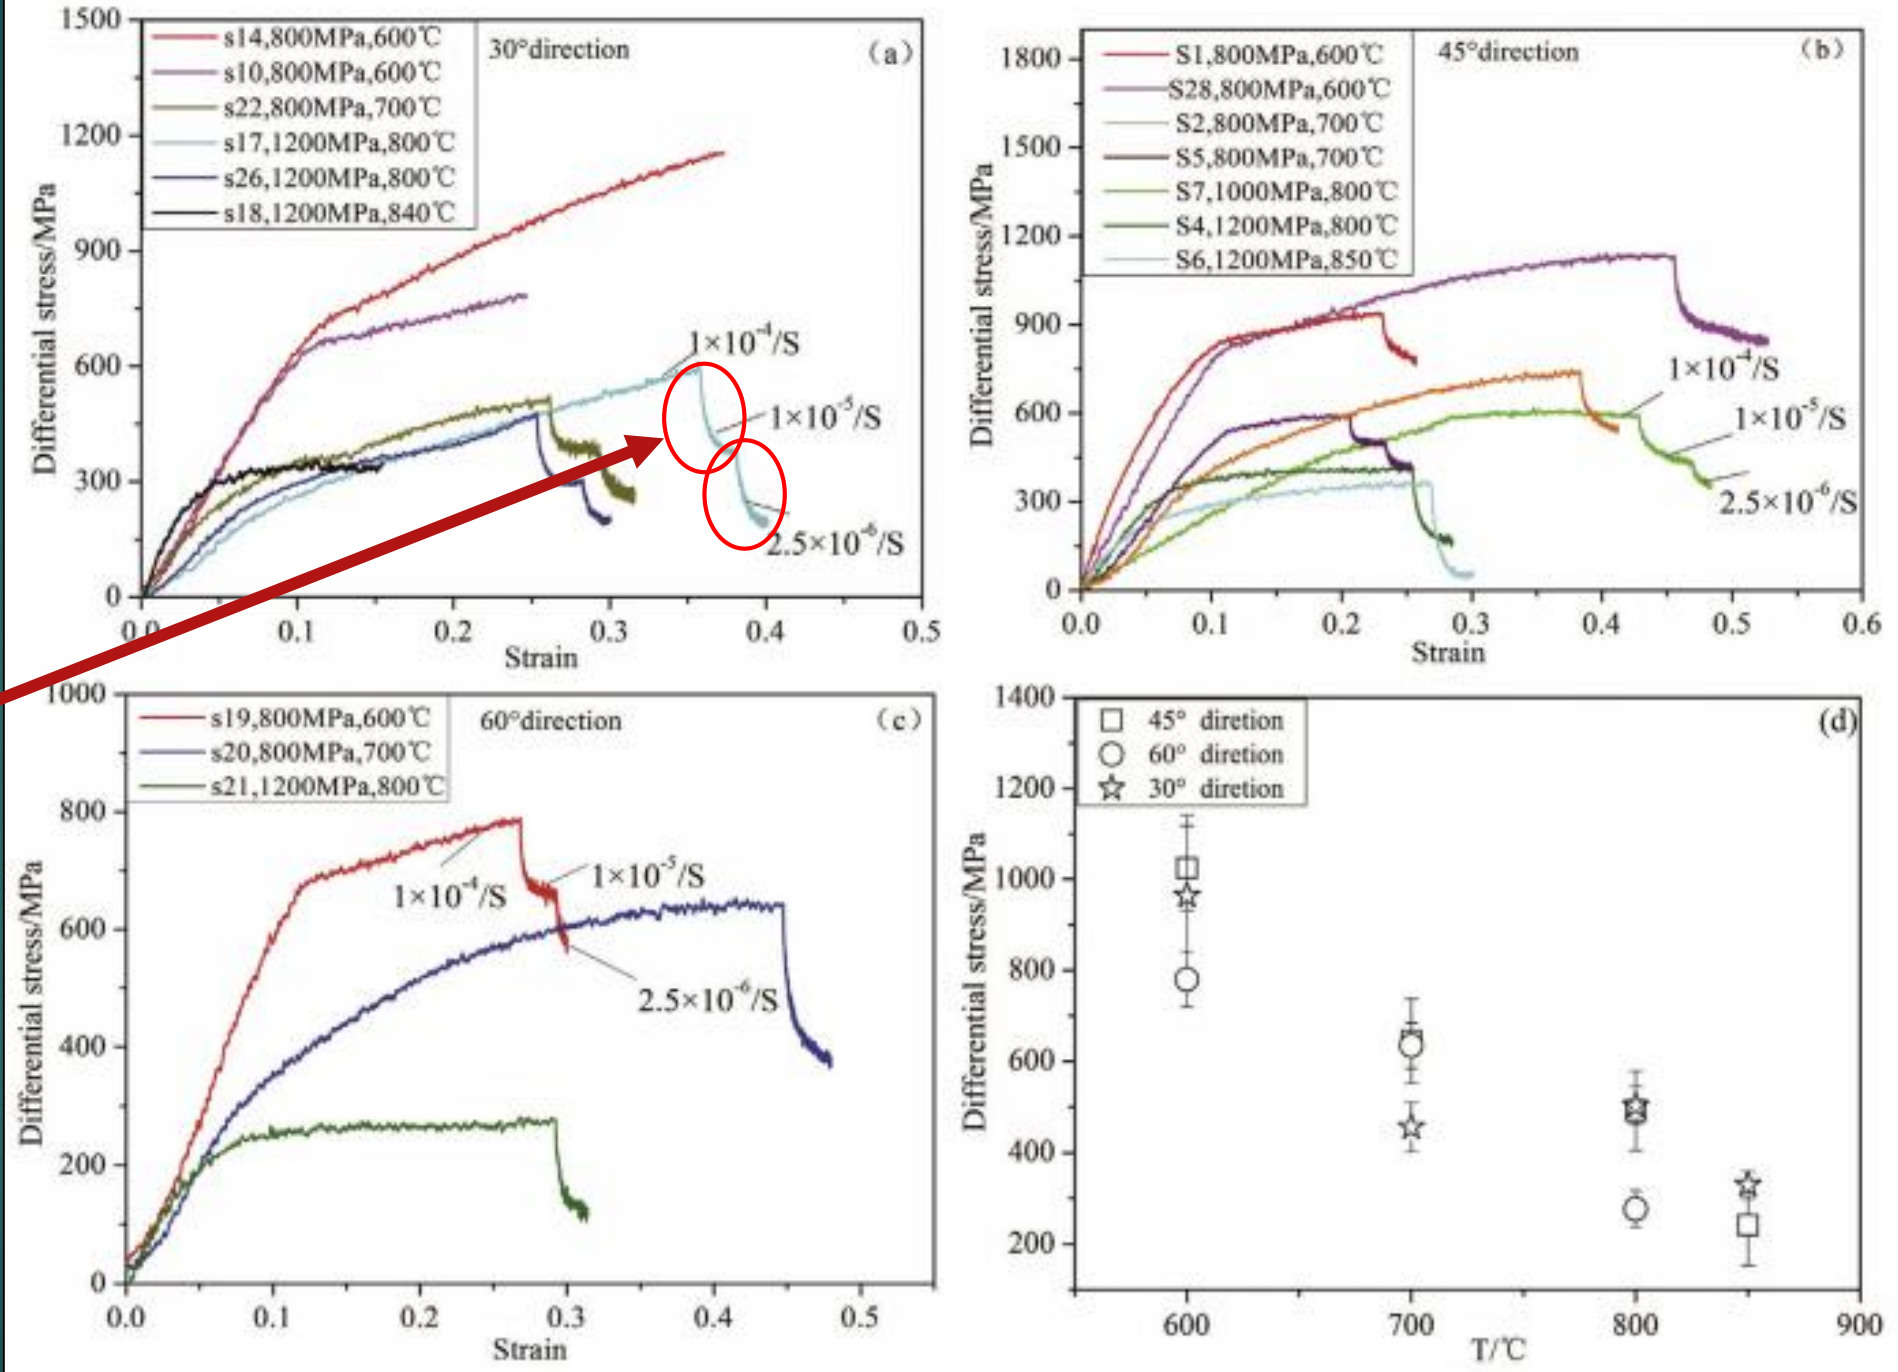 1500
1200
900
600
300
0
Differential stress/MPa
s14,800MPa,600℃
s10,800MPa,600℃
s22,800MPa,700℃
s17,1200MPa,800℃
s26,1200MPa,800℃
s18,1200MPa,840℃
30°direction
(a)
1×10⁻⁴/S
1×10⁻⁵/S
2.5×10⁻⁶/S
0.0 0.1 0.2 0.3 0.4 0.5
Strain
1800
1500
1200
900
600
300
0
Differential stress/MPa
S1,800MPa,600℃
S28,800MPa,600℃
S2,800MPa,700℃
S5,800MPa,700℃
S7,1000MPa,800℃
S4,1200MPa,800℃
S6,1200MPa,850℃
45°direction
(b)
1×10⁻⁴/S
1×10⁻⁵/S
2.5×10⁻⁶/S
0.0 0.1 0.2 0.3 0.4 0.5 0.6
Strain
1000
800
600
400
200
0
Differential stress/MPa
s19,800MPa,600℃
s20,800MPa,700℃
s21,1200MPa,800℃
60°direction
(c)
1×10⁻⁴/S
1×10⁻⁵/S
2.5×10⁻⁶/S
0.0 0.1 0.2 0.3 0.4 0.5
Strain
1400
1200
1000
800
600
400
200
Differential stress/MPa
45° diretion
60° diretion
30° diretion
(d)
600 700 800 900
T/℃